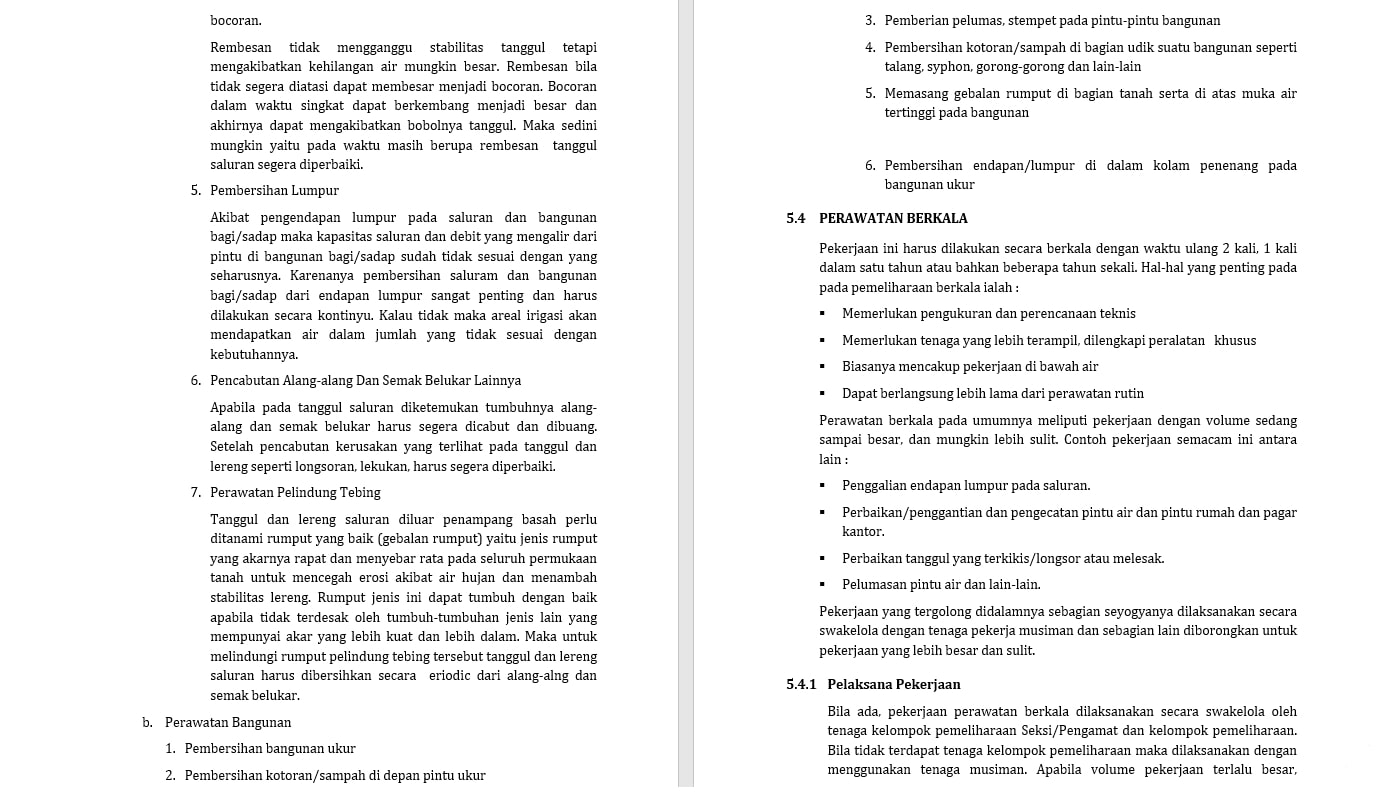 bocoran.
Rembesan tidak mengganggu stabilitas tanggul tetapi
mengakibatkan kehilangan air mungkin besar. Rembesan bila
tidak segera diatasi dapat membesar menjadi bocoran. Bocoran
dalam waktu singkat dapat berkembang menjadi besar dan
akhirnya dapat mengakibatkan bobolnya tanggul. Maka sedini
mungkin yaitu pada waktu masih berupa rembesan tanggul
saluran segera diperbaiki.
5. Pembersihan Lumpur
Akibat pengendapan lumpur pada saluran dan bangunan
bagi/sadap maka kapasitas saluran dan debit yang mengalir dari
pintu di bangunan bagi/sadap sudah tidak sesuai dengan yang
seharusnya. Karenanya pembersihan saluram dan bangunan
bagi/sadap dari endapan lumpur sangat penting dan harus
dilakukan secara kontinyu. Kalau tidak maka areal irigasi akan
mendapatkan air dalam jumlah yang tidak sesuai dengan
kebutuhannya.
6. Pencabutan Alang-alang Dan Semak Belukar Lainnya
Apabila pada tanggul saluran diketemukan tumbuhnya alang-
alang dan semak belukar harus segera dicabut dan dibuang.
Setelah pencabutan kerusakan yang terlihat pada tanggul dan
lereng seperti longsoran, lekukan, harus segera diperbaiki.
7. Perawatan Pelindung Tebing
Tanggul dan lereng saluran diluar penampang basah perlu
ditanami rumput yang baik (gebalan rumput) yaitu jenis rumput
yang akarnya rapat dan menyebar rata pada seluruh permukaan
tanah untuk mencegah erosi akibat air hujan dan menambah
stabilitas lereng. Rumput jenis ini dapat tumbuh dengan baik
apabila tidak terdesak oleh tumbuh-tumbuhan jenis lain yang
mempunyai akar yang lebih kuat dan lebih dalam. Maka untuk
melindungi rumput pelindung tebing tersebut tanggul dan lereng
saluran harus dibersihkan secara eriodic dari alang-alng dan
semak belukar.
b. Perawatan Bangunan
1. Pembersihan bangunan ukur
2. Pembersihan kotoran/sampah di depan pintu ukur
3. Pemberian pelumas, stempet pada pintu-pintu bangunan
4. Pembersihan kotoran/sampah di bagian udik suatu bangunan seperti
talang, syphon, gorong-gorong dan lain-lain
5. Memasang gebalan rumput di bagian tanah serta di atas muka air
tertinggi pada bangunan
6. Pembersihan endapan/lumpur di dalam kolam penenang pada
bangunan ukur
5.4 PERAWATAN BERKALA
Pekerjaan ini harus dilakukan secara berkala dengan waktu ulang 2 kali, 1 kali
dalam satu tahun atau bahkan beberapa tahun sekali. Hal-hal yang penting pada
pada pemeliharaan berkala ialah :
▪ Memerlukan pengukuran dan perencanaan teknis
▪ Memerlukan tenaga yang lebih terampil, dilengkapi peralatan khusus
▪ Biasanya mencakup pekerjaan di bawah air
▪ Dapat berlangsung lebih lama dari perawatan rutin
Perawatan berkala pada umumnya meliputi pekerjaan dengan volume sedang
sampai besar, dan mungkin lebih sulit. Contoh pekerjaan semacam ini antara
lain :
▪ Penggalian endapan lumpur pada saluran.
▪ Perbaikan/penggantian dan pengecatan pintu air dan pintu rumah dan pagar
kantor.
▪ Perbaikan tanggul yang terkikis/longsor atau melesak.
▪ Pelumasan pintu air dan lain-lain.
Pekerjaan yang tergolong didalamnya sebagian seyogyanya dilaksanakan secara
swakelola dengan tenaga pekerja musiman dan sebagian lain diborongkan untuk
pekerjaan yang lebih besar dan sulit.
5.4.1 Pelaksana Pekerjaan
Bila ada, pekerjaan perawatan berkala dilaksanakan secara swakelola oleh
tenaga kelompok pemeliharaan Seksi/Pengamat dan kelompok pemeliharaan.
Bila tidak terdapat tenaga kelompok pemeliharaan maka dilaksanakan dengan
menggunakan tenaga musiman. Apabila volume pekerjaan terlalu besar,